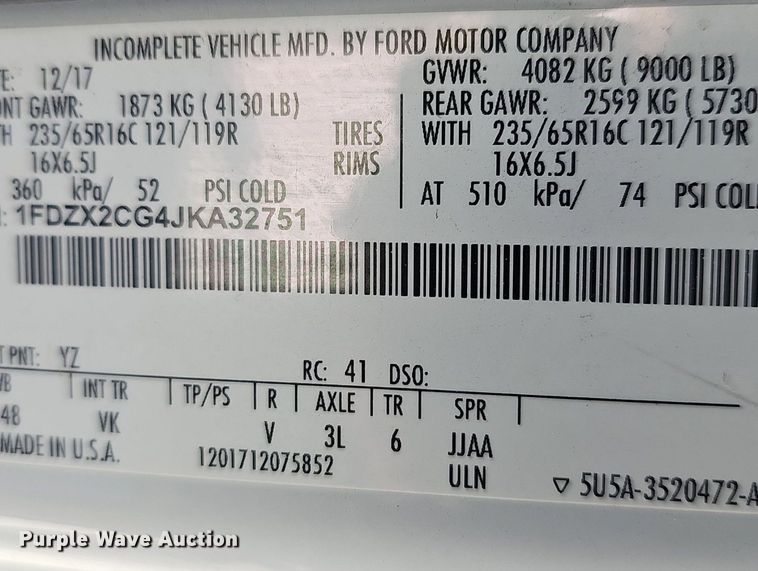 INCOMPLETE VEHICLE MFD. BY FORD MOTOR COMPANY
E: 12/17 GVWR: 4082 KG ( 9000 LB)
NT GAWR: 1873 KG ( 4130 LB) REAR GAWR: 2599 KG ( 5730
TH 235/65R16C 121/119R TIRES WITH 235/65R16C 121/119R
16X6.5J RIMS 16X6.5J
360 kPa/ 52 PSI COLD AT 510 kPa/ 74 PSI COL
: 1FDZX2CG4JKA32751
T PNT: YZ RC: 41 DSO:
WB INT TR TP/PS R AXLE TR SPR
48 VK V 3L 6 JJAA
MADE IN U.S.A. 1201712075852 ULN
▽ 5U5A-3520472-A
Purple Wave Auction